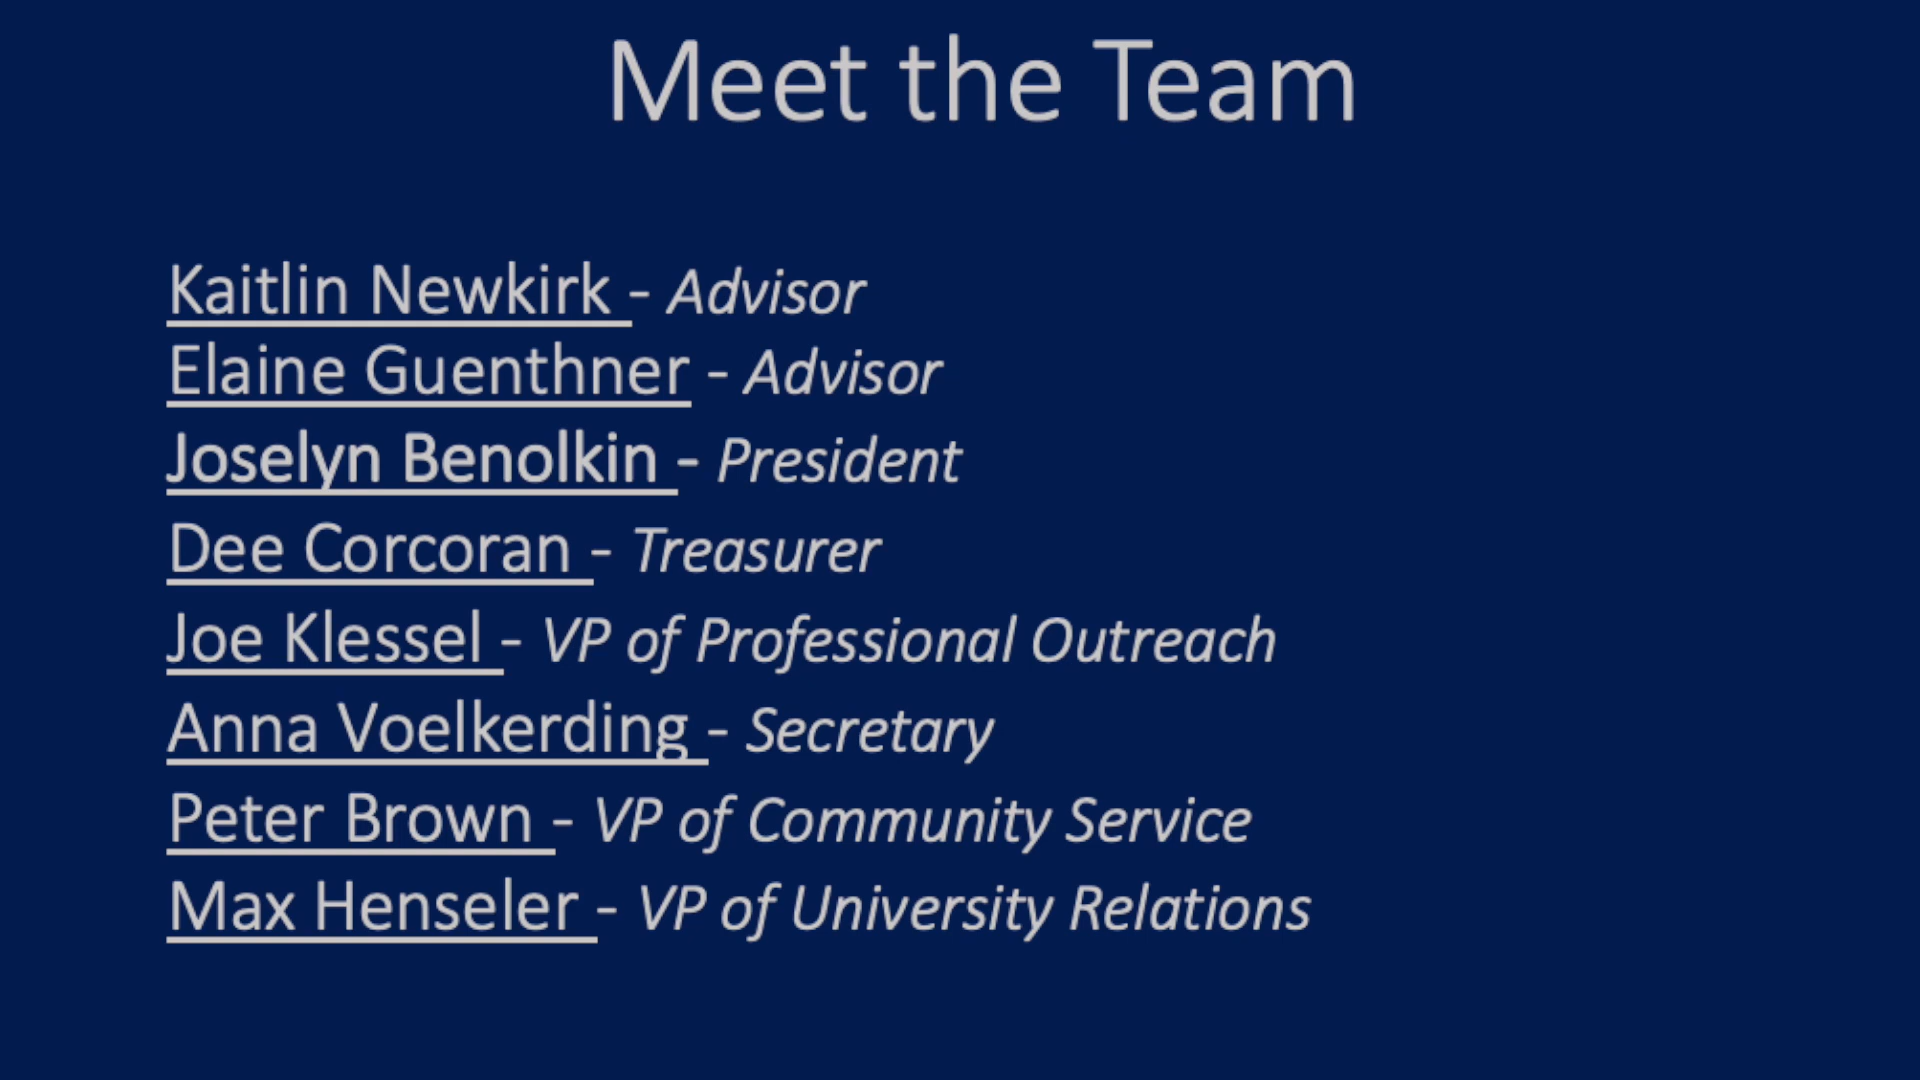 Meet the Team
Kaitlin Newkirk - Advisor
Elaine Guenthner - Advisor
Joselyn Benolkin - President
Dee Corcoran - Treasurer
Joe Klessel - VP of Professional Outreach
Anna Voelkerding - Secretary
Peter Brown - VP of Community Service
Max Henseler - VP of University Relations